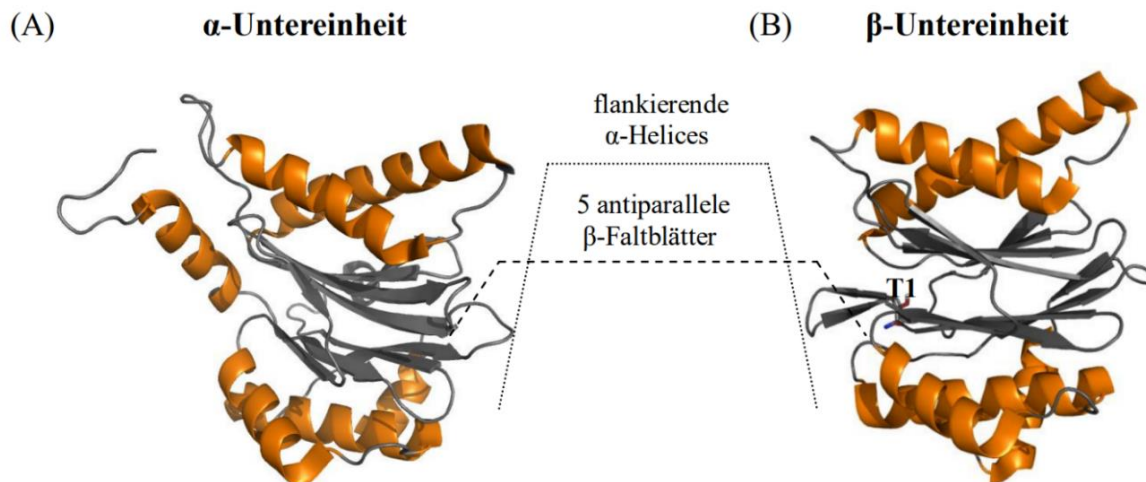 (A) α-Untereinheit
(B) β-Untereinheit
flankierende
α-Helices
5 antiparallele
β-Faltblätter
T1